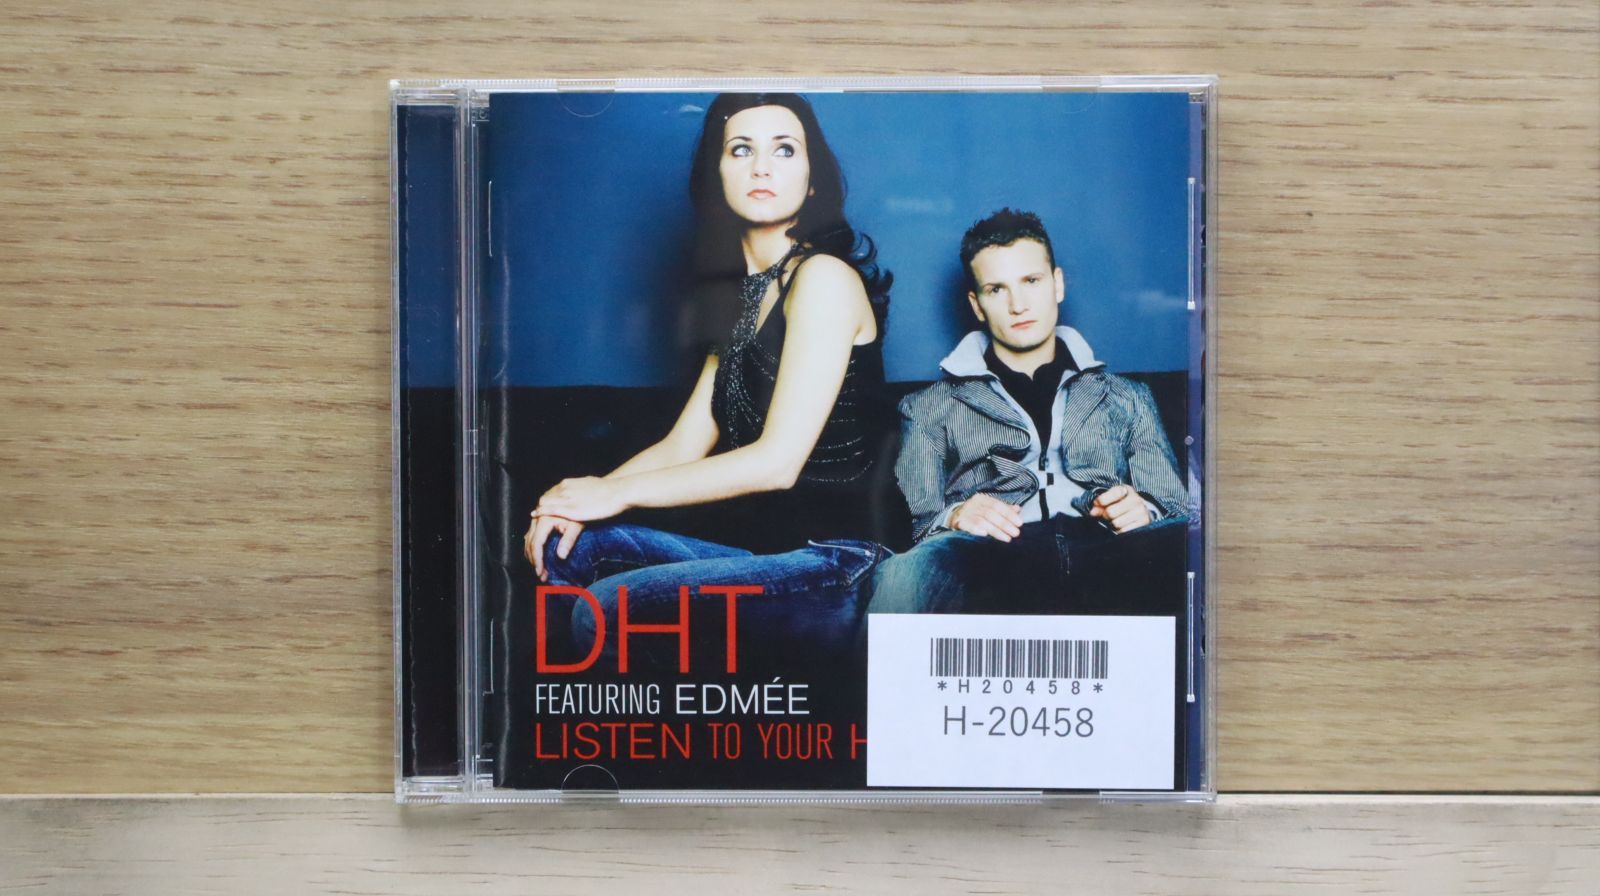 DHT
FEATURING EDMÉE
LISTEN TO YOUR H
*H20458*
H-20458